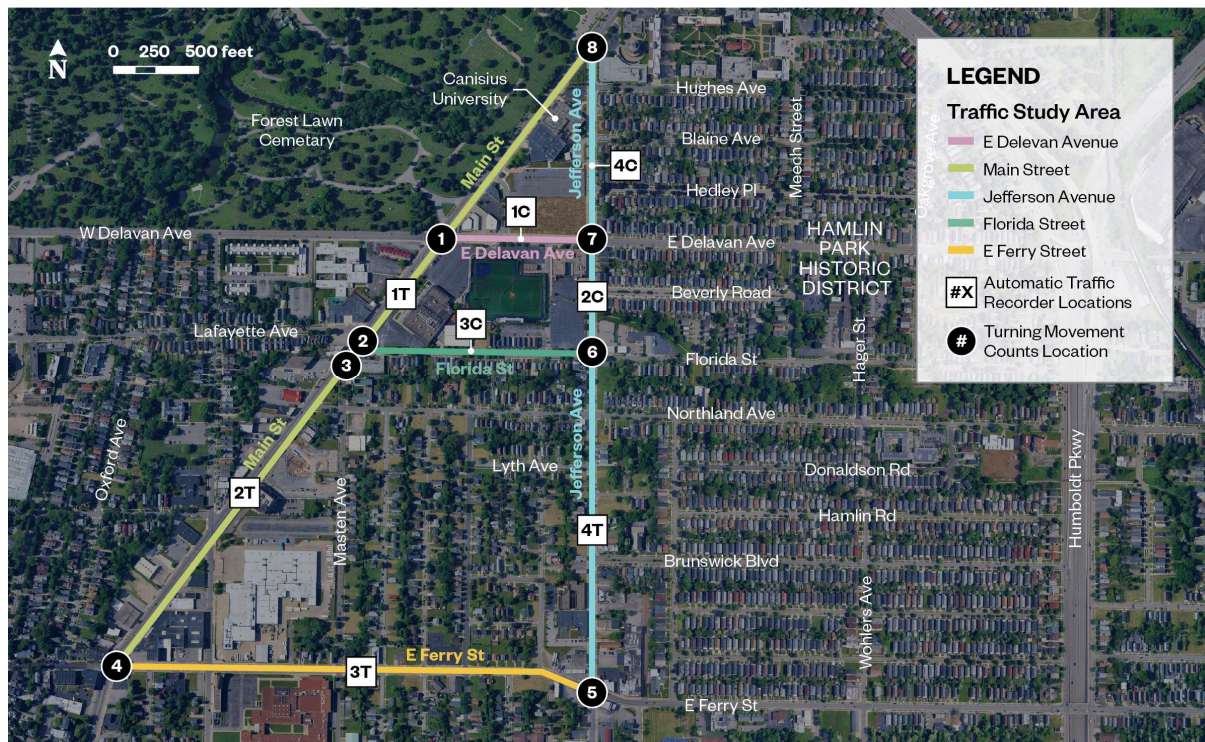 N
0 250 500 feet
Canisius
University
Forest Lawn
Cemetary
Main St
Jefferson Ave
8
Hughes Ave
Blaine Ave
4C
Hedley Pl
Meech Street
Oakgrove Ave
W Delavan Ave
1
1C
E Delavan Ave
7
E Delavan Ave
HAMLIN
PARK
HISTORIC
DISTRICT
1T
2C
Beverly Road
Lafayette Ave
2
3
3C
Florida St
6
Florida St
Hager St
Northland Ave
Main St
Oxford Ave
2T
Masten Ave
Lyth Ave
Jefferson Ave
4T
Donaldson Rd
Hamlin Rd
Brunswick Blvd
Wohlers Ave
Humboldt Pkwy
4
3T
E Ferry St
5
E Ferry St
LEGEND
Traffic Study Area
E Delevan Avenue
Main Street
Jefferson Avenue
Florida Street
E Ferry Street
#X
Automatic Traffic
Recorder Locations
#
Turning Movement
Counts Location